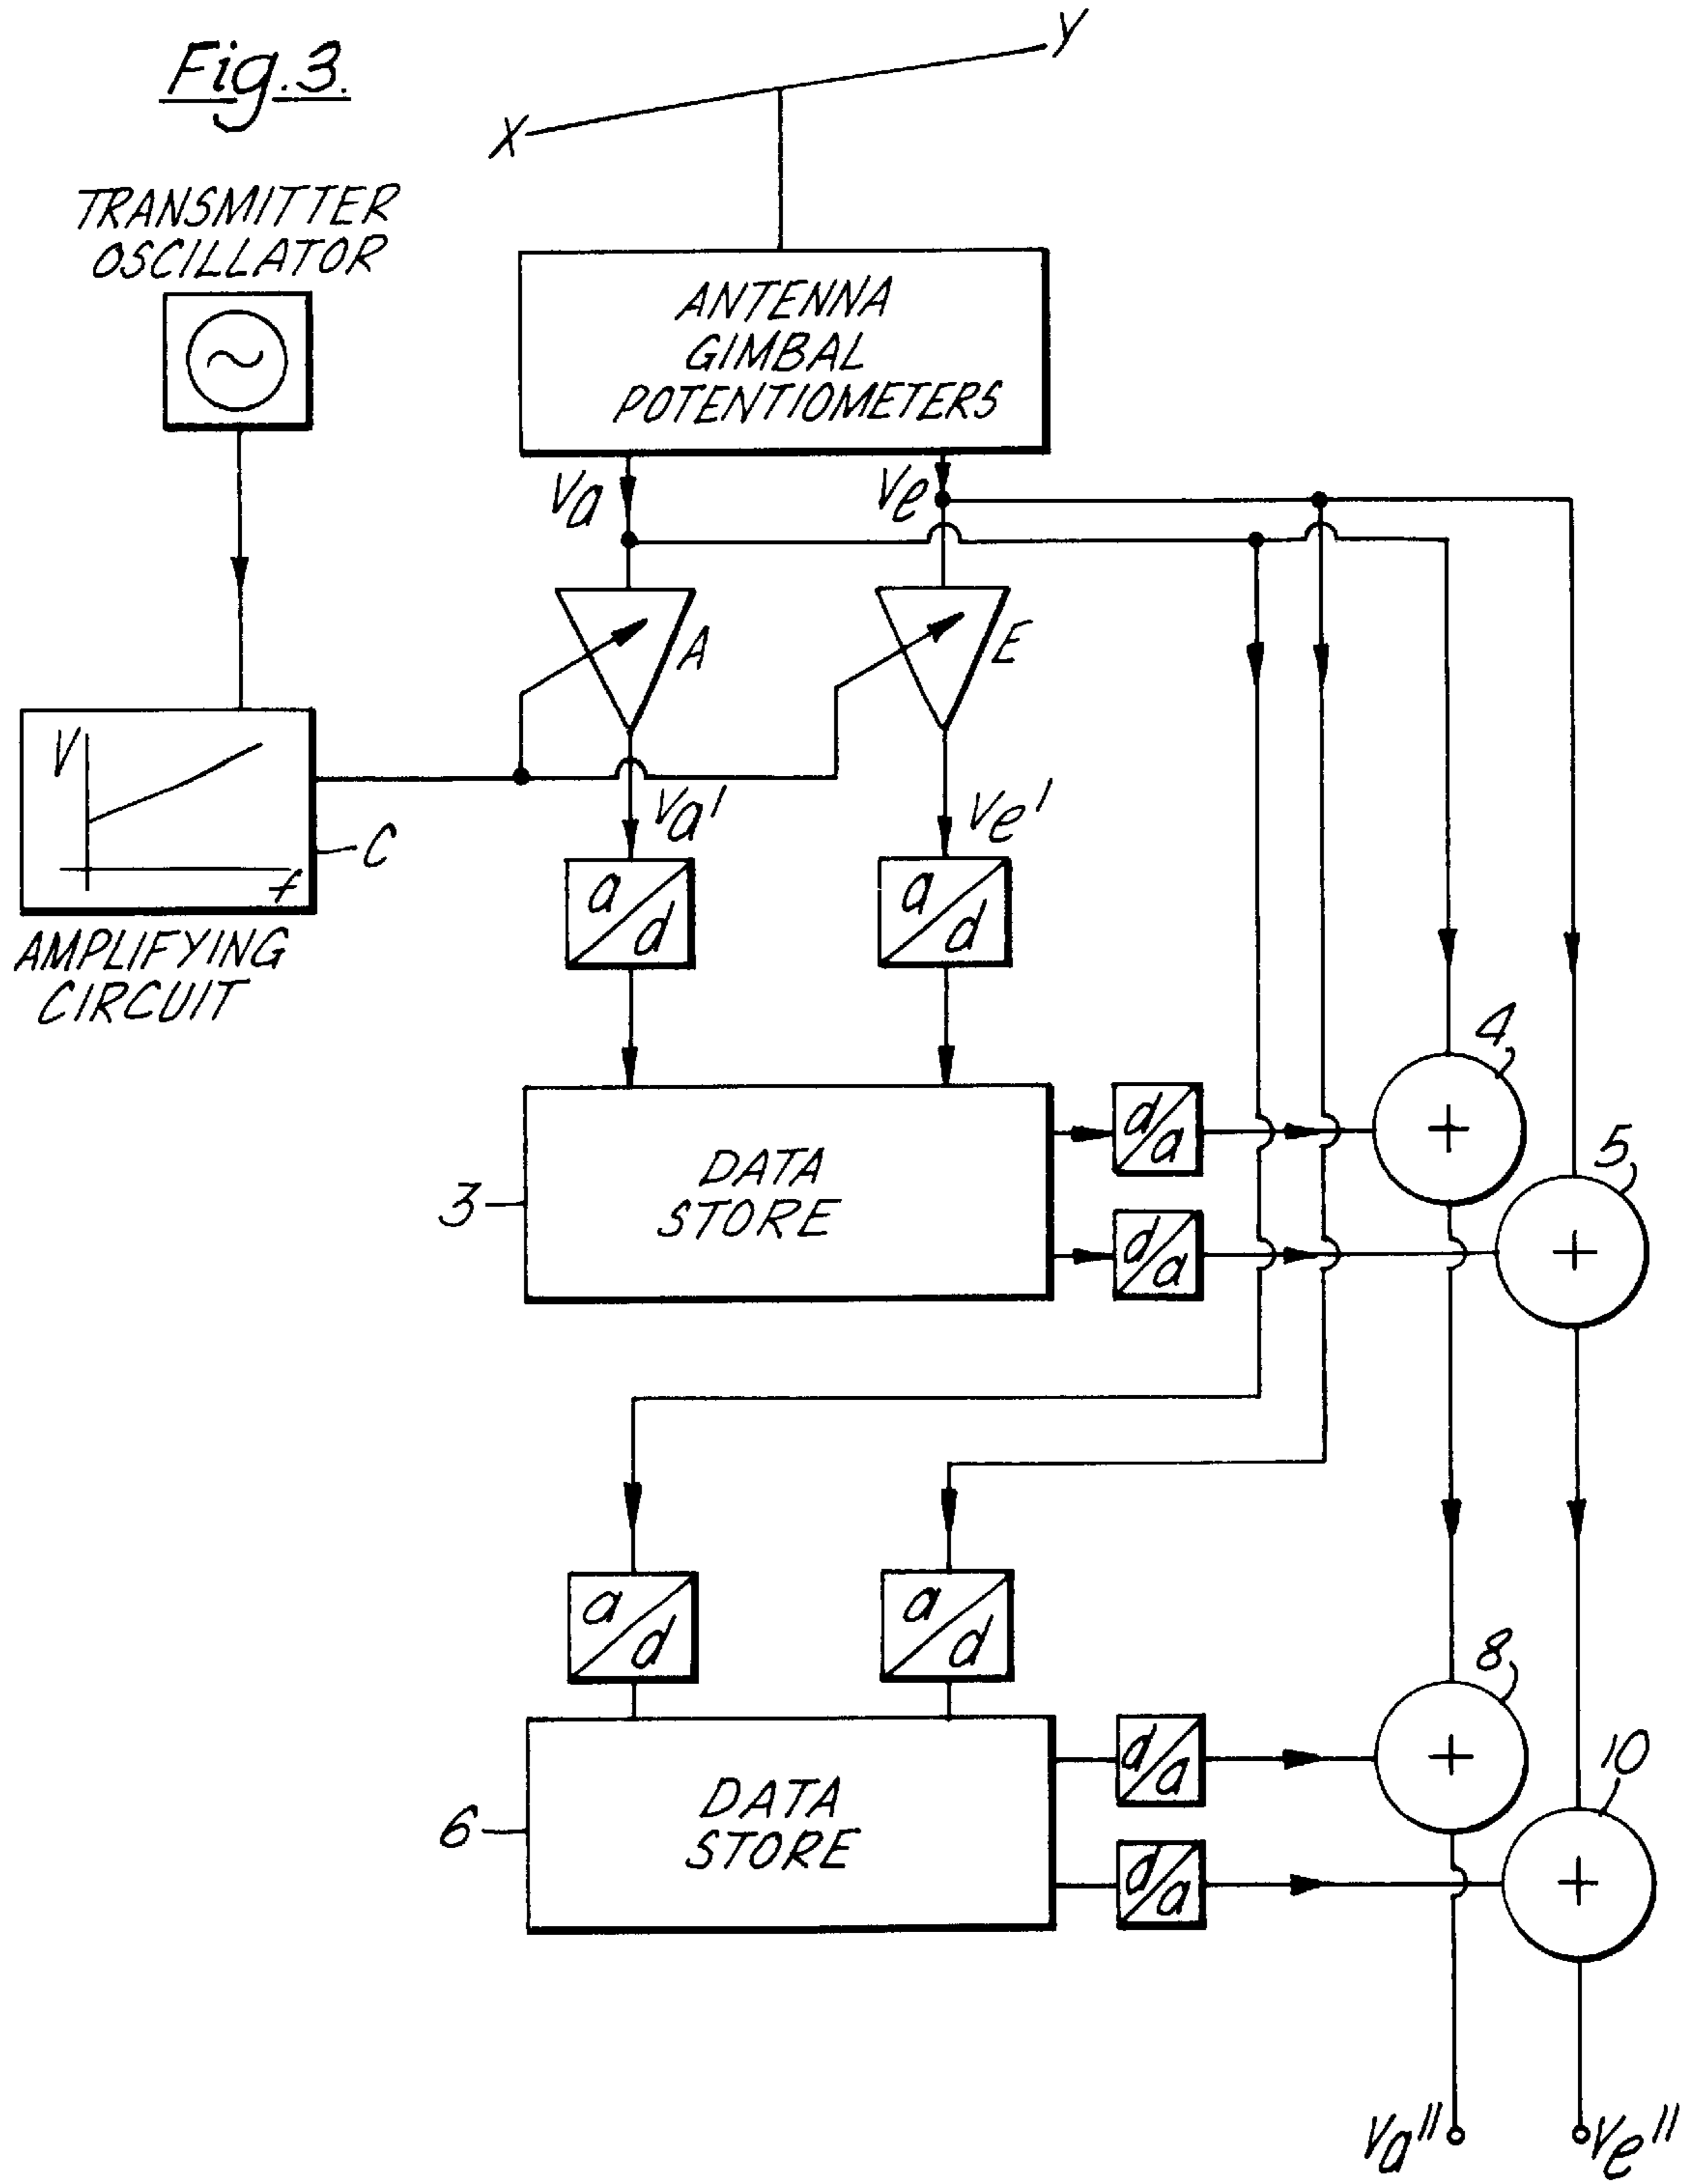 Fig.3.
X
Y
TRANSMITTER
OSCILLATOR
~
ANTENNA
GIMBAL
POTENTIOMETERS
Va
Ve
A
E
V
f
C
AMPLIFYING
CIRCUIT
Va'
Ve'
a/d
a/d
3
DATA
STORE
d/a
d/a
4
+
5
+
a/d
a/d
6
DATA
STORE
d/a
d/a
8
+
10
+
Va"
Ve"